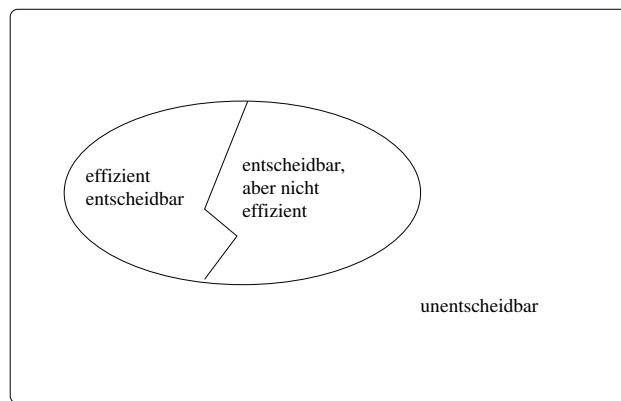 effizient
entscheidbar
entscheidbar,
aber nicht
effizient
unentscheidbar